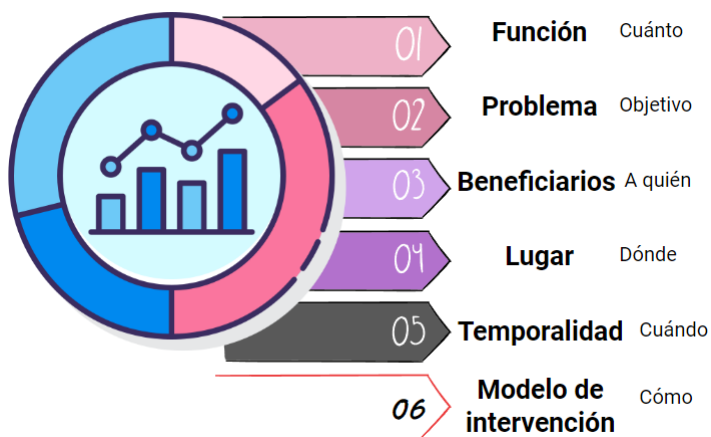 01 Función Cuánto
02 Problema Objetivo
03 Beneficiarios A quién
04 Lugar Dónde
05 Temporalidad Cuándo
06 Modelo de
intervención Cómo